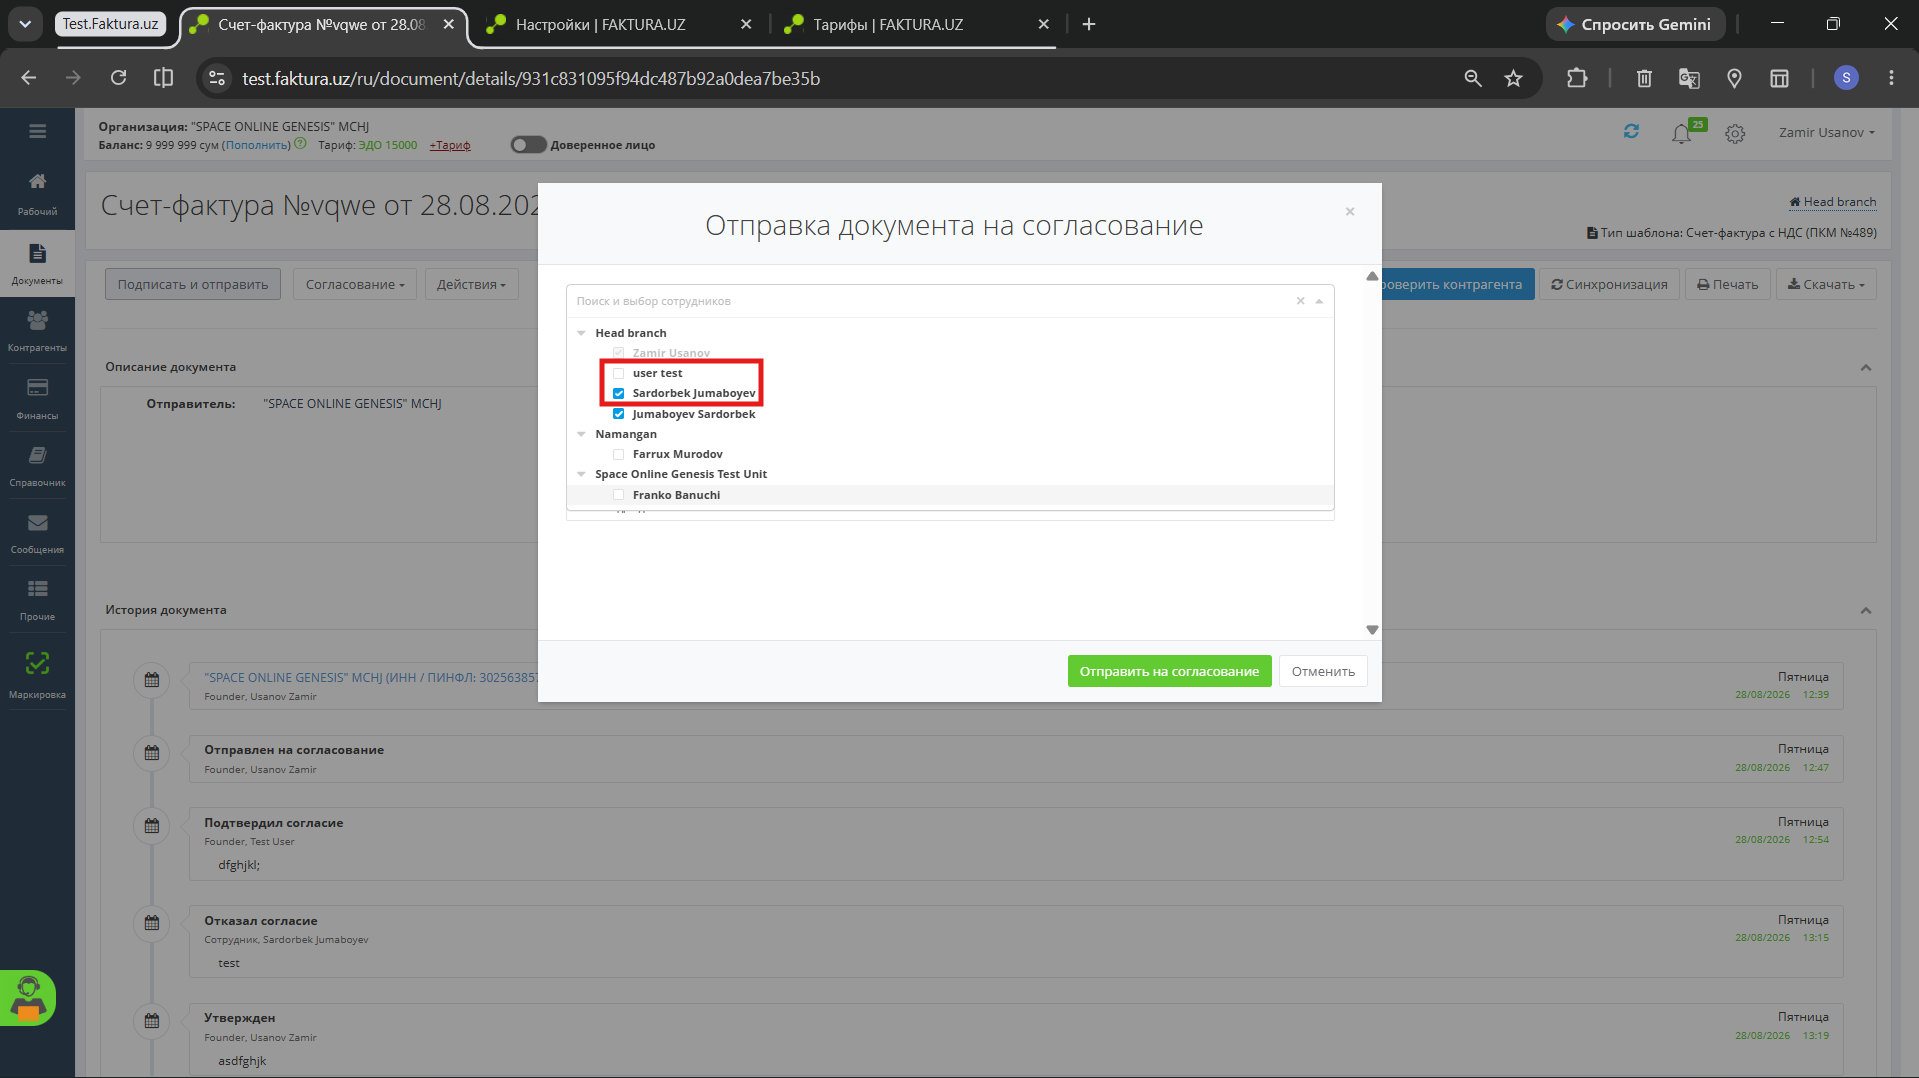 Test.Faktura.uz
Счет-фактура №vqwe от 28.08
Настройки | FAKTURA.UZ
Тарифы | FAKTURA.UZ
Спросить Gemini
test.faktura.uz/ru/document/details/931c831095f94dc487b92a0dea7be35b
S
Организация: "SPACE ONLINE GENESIS" MCHJ
Баланс: 9 999 999 сум (Пополнить) ? Тариф: ЭДО 15000 +Тариф
Доверенное лицо
25
Zamir Usanov
Рабочий
Документы
Контрагенты
Финансы
Справочник
Сообщения
Прочие
Маркировка
Счет-фактура №vqwe от 28.08.202
Head branch
Тип шаблона: Счет-фактура с НДС (ПКМ №489)
Подписать и отправить
Согласование
Действия
роверить контрагента
Синхронизация
Печать
Скачать
Описание документа
Отправитель: "SPACE ONLINE GENESIS" MCHJ
Отправка документа на согласование
Поиск и выбор сотрудников
Head branch
Zamir Usanov
user test
Sardorbek Jumaboyev
Jumaboyev Sardorbek
Namangan
Farrux Murodov
Space Online Genesis Test Unit
Franko Banuchi
Отправить на согласование
Отменить
История документа
"SPACE ONLINE GENESIS" MCHJ (ИНН / ПИНФЛ: 302563857
Founder, Usanov Zamir
Пятница
28/08/2026 12:39
Отправлен на согласование
Founder, Usanov Zamir
Пятница
28/08/2026 12:47
Подтвердил согласие
Founder, Test User
dfghjkl;
Пятница
28/08/2026 12:54
Отказал согласие
Сотрудник, Sardorbek Jumaboyev
test
Пятница
28/08/2026 13:15
Утвержден
Founder, Usanov Zamir
asdfghjk
Пятница
28/08/2026 13:19